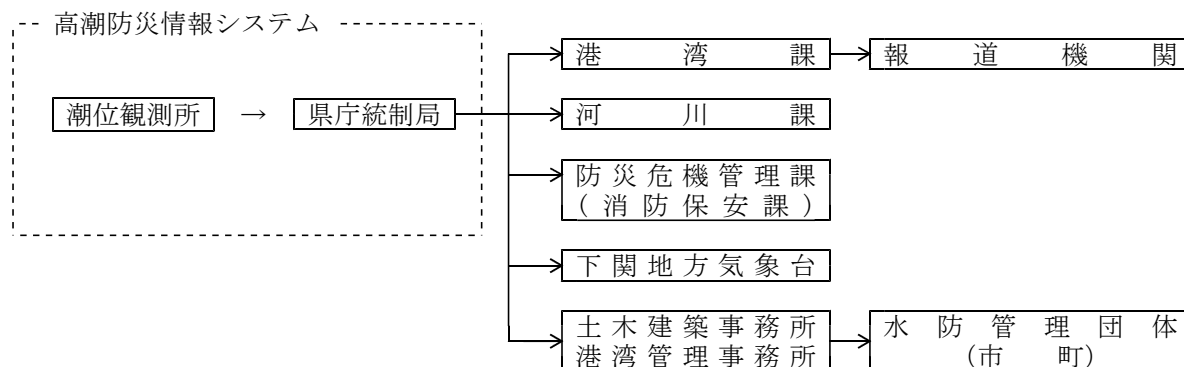 高潮防災情報システム
港湾課 → 報道機関
潮位観測所 → 県庁統制局
河川課
防災危機管理課
(消防保安課)
下関地方気象台
土木建築事務所
港湾管理事務所
水防管理団体
(市町)